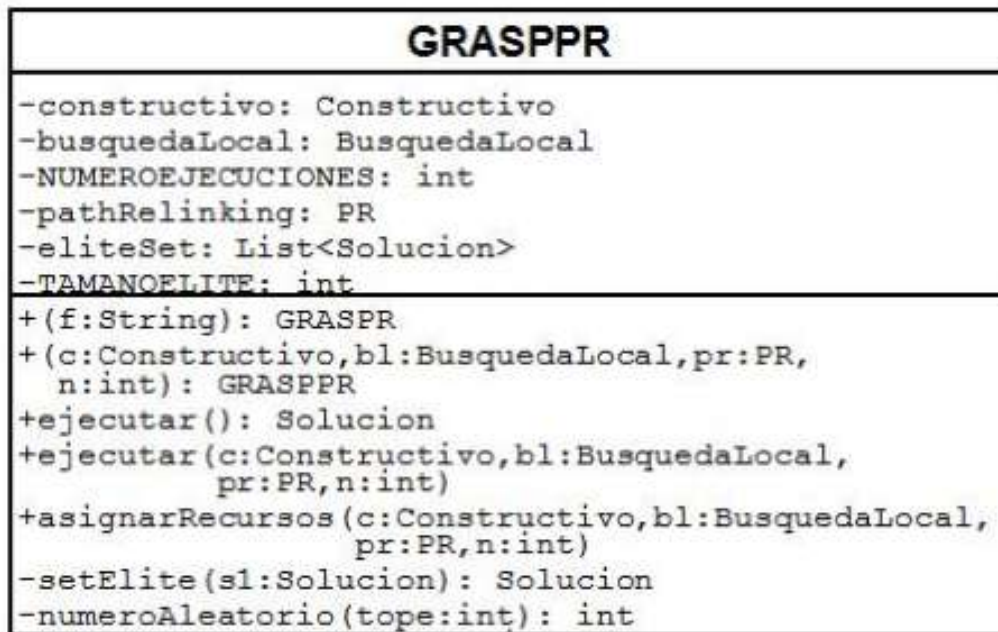 GRASPPR
-constructivo: Constructivo
-busquedaLocal: BusquedaLocal
-NUMEROEJECUCIONES: int
-pathRelinking: PR
-eliteSet: List<Solucion>
-TAMANOELITE: int
+(f:String): GRASPR
+(c:Constructivo,bl:BusquedaLocal,pr:PR,
n:int): GRASPPR
+ejecutar(): Solucion
+ejecutar(c:Constructivo,bl:BusquedaLocal,
pr:PR,n:int)
+asignarRecursos(c:Constructivo,bl:BusquedaLocal,
pr:PR,n:int)
-setElite(s1:Solucion): Solucion
-numeroAleatorio(tope:int): int